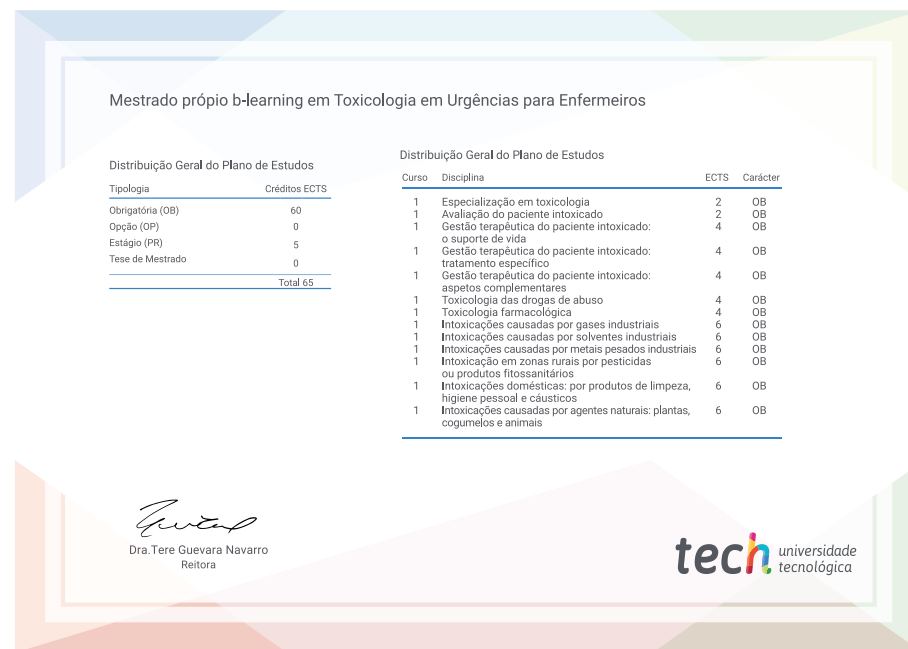 Mestrado própio b-learning em Toxicologia em Urgências para Enfermeiros
Distribuição Geral do Plano de Estudos
Tipologia Créditos ECTS
Obrigatória (OB) 60
Opção (OP) 0
Estágio (PR) 5
Tese de Mestrado 0
Total 65
Distribuição Geral do Plano de Estudos
Curso Disciplina ECTS Carácter
1 Especialização em toxicologia 2 OB
1 Avaliação do paciente intoxicado 2 OB
1 Gestão terapêutica do paciente intoxicado: 4 OB
o suporte de vida
1 Gestão terapêutica do paciente intoxicado: 4 OB
tratamento específico
1 Gestão terapêutica do paciente intoxicado: 4 OB
aspetos complementares
1 Toxicologia das drogas de abuso 4 OB
1 Toxicologia farmacológica 4 OB
1 Intoxicações causadas por gases industriais 6 OB
1 Intoxicações causadas por solventes industriais 6 OB
1 Intoxicações causadas por metais pesados industriais 6 OB
1 Intoxicação em zonas rurais por pesticidas 6 OB
ou produtos fitossanitários
1 Intoxicações domésticas: por produtos de limpeza, 6 OB
higiene pessoal e cáusticos
1 Intoxicações causadas por agentes naturais: plantas, 6 OB
cogumelos e animais
Dra.Tere Guevara Navarro
Reitora
tech universidade
tecnológica